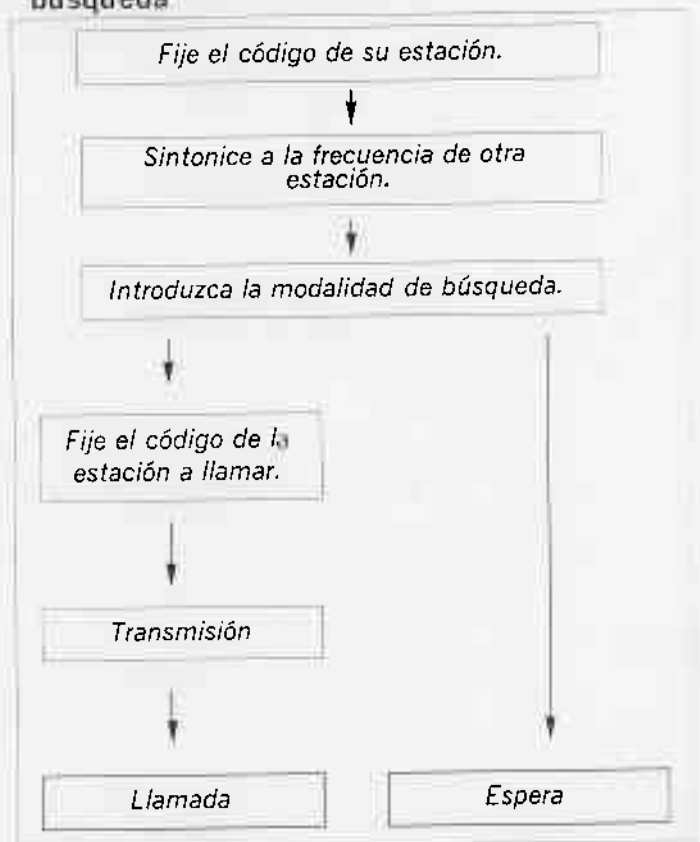 búsqueda
Fije el código de su estación.
Sintonice a la frecuencia de otra
estación.
Introduzca la modalidad de búsqueda.
Fije el código de la
estación a llamar.
Transmisión
Llamada
Espera